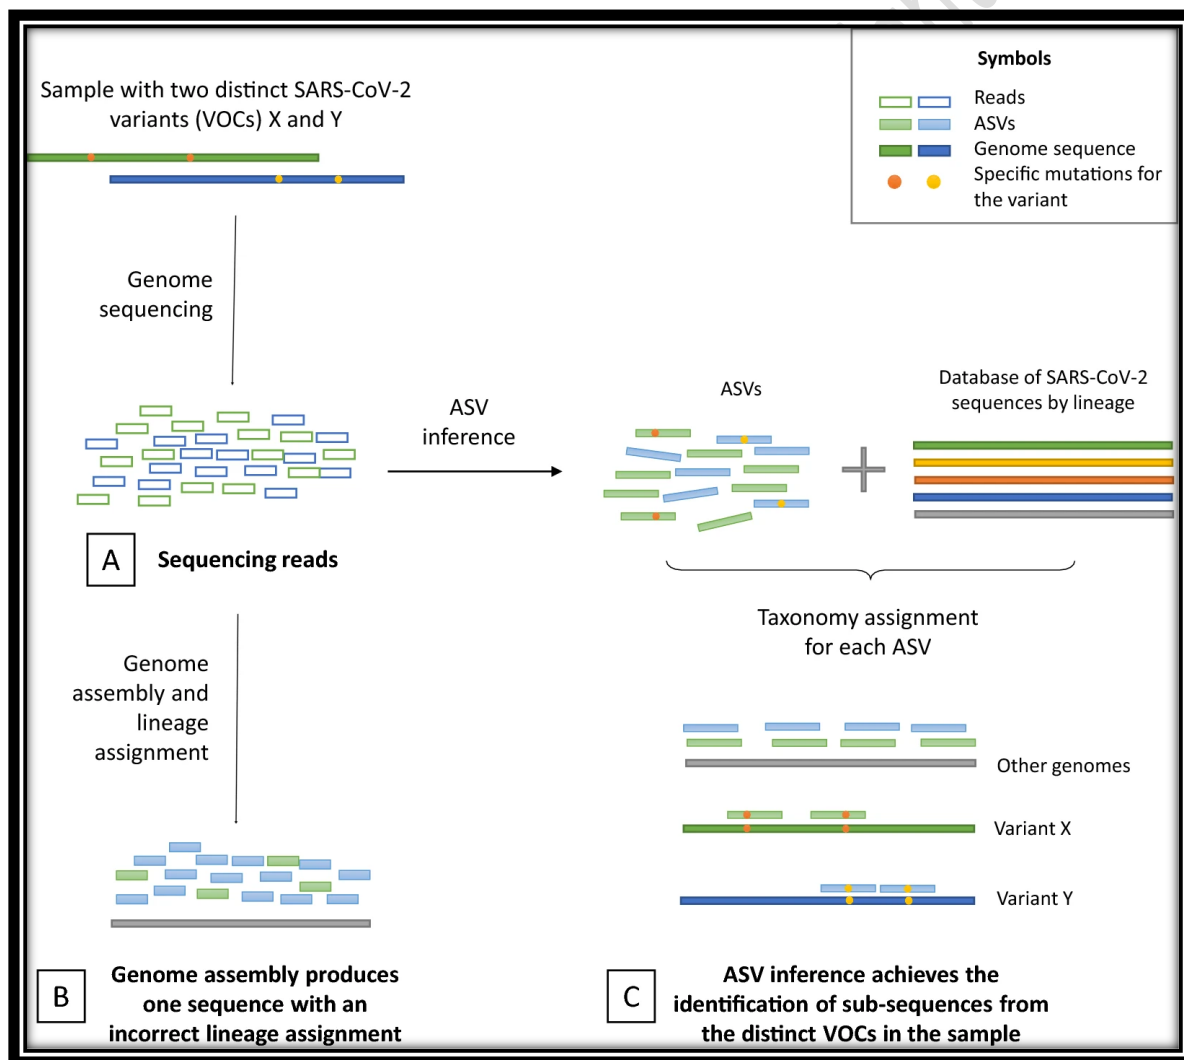 Sample with two distinct SARS-CoV-2
variants (VOCs) X and Y
Symbols
Reads
ASVs
Genome sequence
Specific mutations for
the variant
Genome
sequencing
ASV
inference
ASVs
Database of SARS-CoV-2
sequences by lineage
A
Sequencing reads
Taxonomy assignment
for each ASV
Genome
assembly and
lineage
assignment
Other genomes
Variant X
Variant Y
B
Genome assembly produces
one sequence with an
incorrect lineage assignment
C
ASV inference achieves the
identification of sub-sequences from
the distinct VOCs in the sample